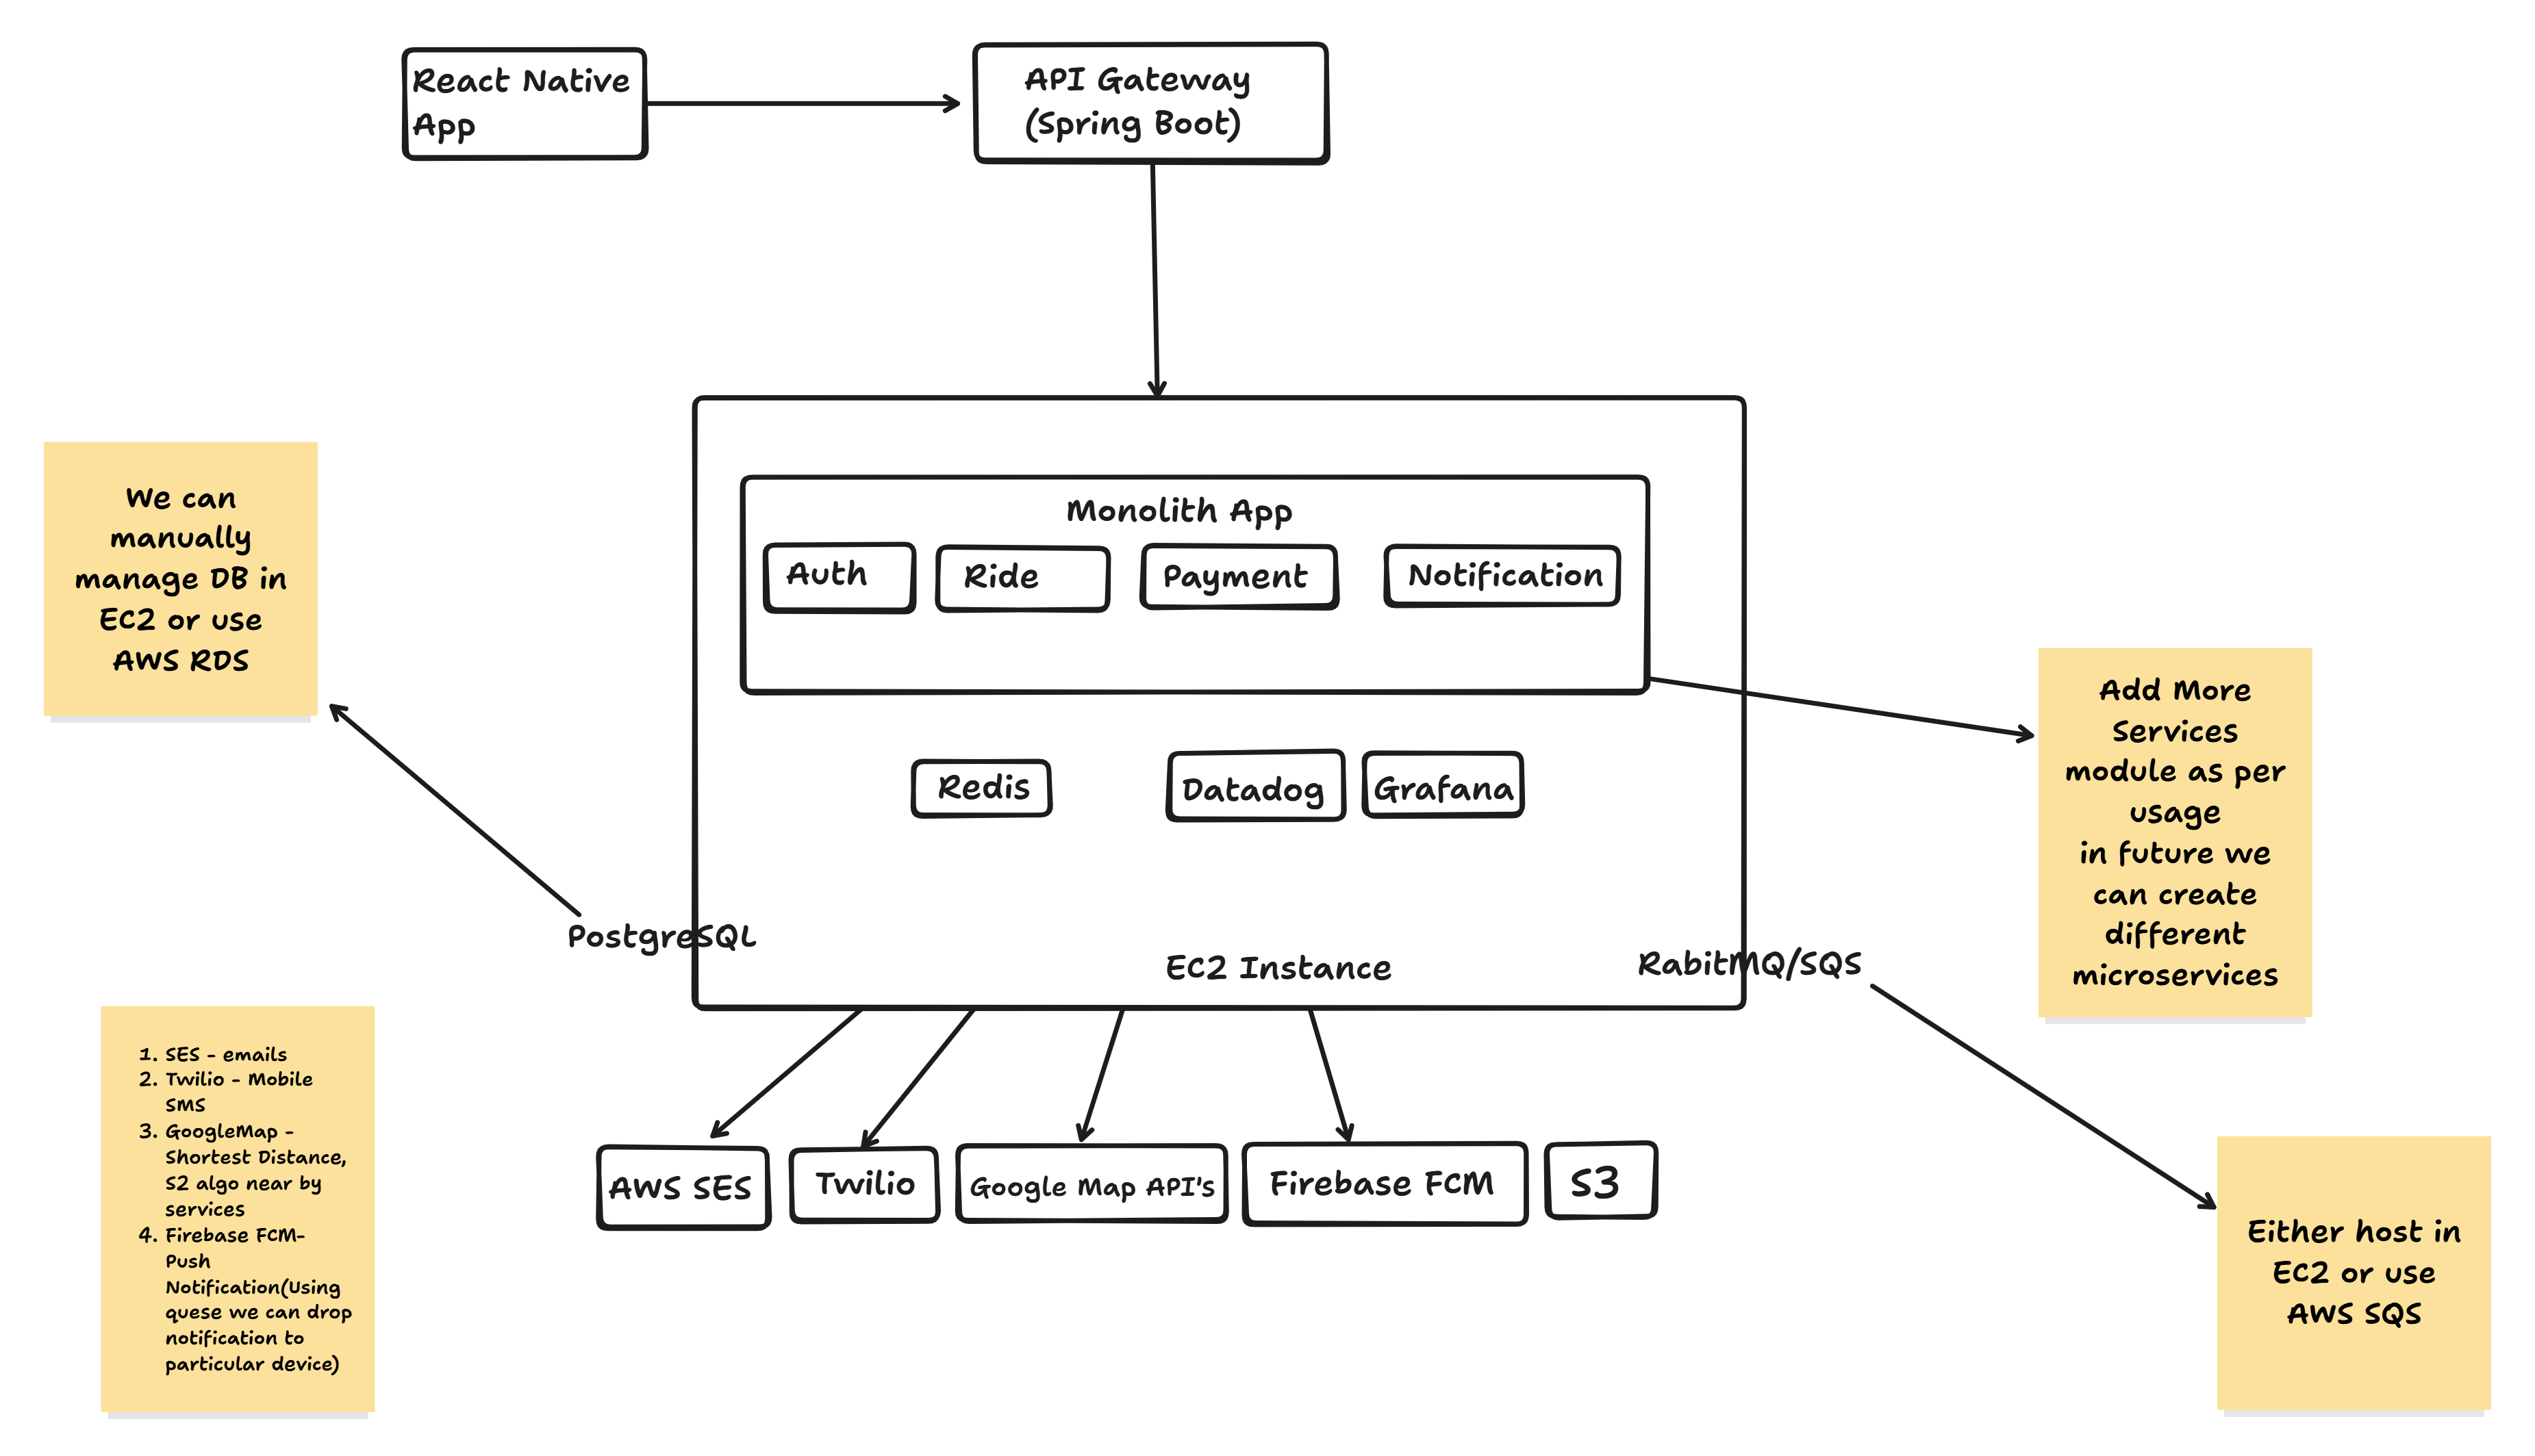 React Native
App
API Gateway
(Spring Boot)
We can
manually
manage DB in
EC2 or use
AWS RDS
Monolith App
Auth
Ride
Payment
Notification
Add More
Services
module as per
usage
in future we
can create
different
microservices
Redis
Datadog
Grafana
PostgreSQL
EC2 Instance
RabitMQ/SQS
1. SES - emails
2. Twilio - Mobile
SMS
3. GoogleMap -
Shortest Distance,
S2 algo near by
services
4. Firebase FCM-
Push
Notification(Using
quese we can drop
notification to
particular device)
AWS SES
Twilio
Google Map API's
Firebase FCM
S3
Either host in
EC2 or use
AWS SQS